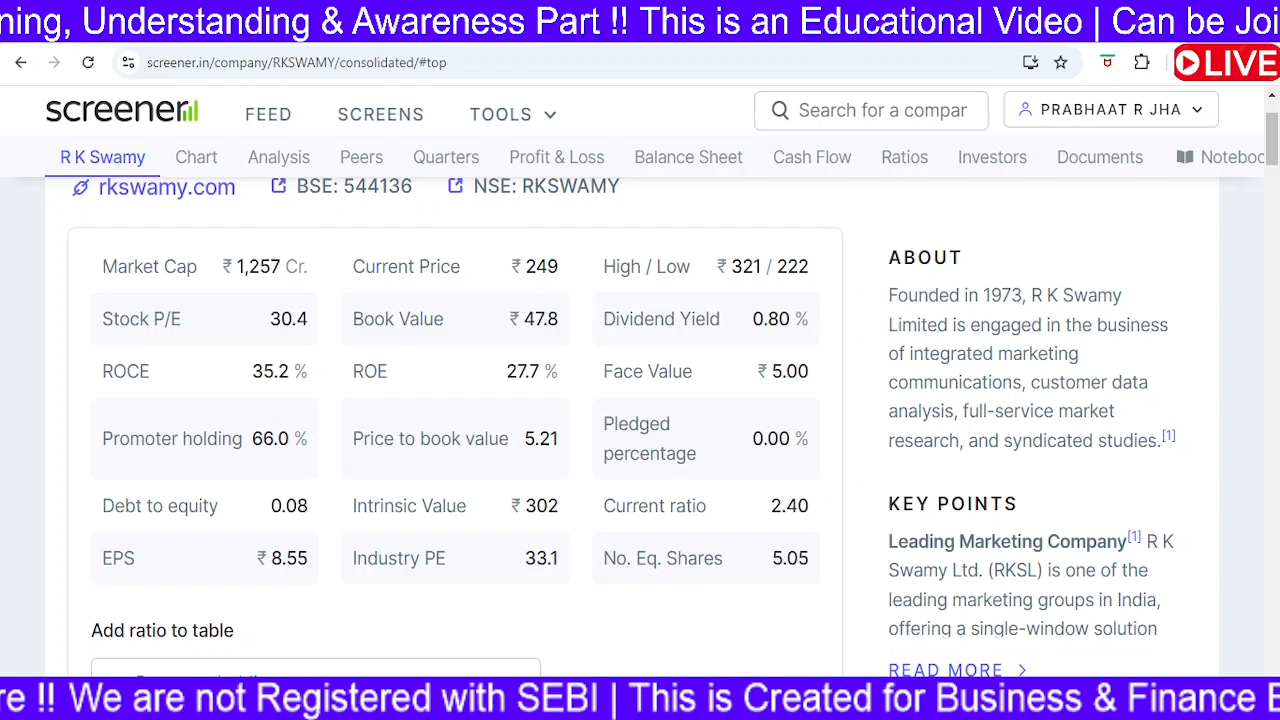 ning, Understanding & Awareness Part !! This is an Educational Video | Can be Joi
screener.in/company/RKSWAMY/consolidated/#top
LIVE
screener
FEED SCREENS TOOLS
Search for a compar
PRABHAAT R JHA
R K Swamy Chart Analysis Peers Quarters Profit & Loss Balance Sheet Cash Flow Ratios Investors Documents Noteboo
rkswamy.com BSE: 544136 NSE: RKSWAMY
Market Cap ₹ 1,257 Cr. Current Price ₹ 249 High / Low ₹ 321 / 222
Stock P/E 30.4 Book Value ₹ 47.8 Dividend Yield 0.80 %
ROCE 35.2 % ROE 27.7 % Face Value ₹ 5.00
Promoter holding 66.0 % Price to book value 5.21 Pledged percentage 0.00 %
Debt to equity 0.08 Intrinsic Value ₹ 302 Current ratio 2.40
EPS ₹ 8.55 Industry PE 33.1 No. Eq. Shares 5.05
Add ratio to table
ABOUT
Founded in 1973, R K Swamy
Limited is engaged in the business
of integrated marketing
communications, customer data
analysis, full-service market
research, and syndicated studies.[1]
KEY POINTS
Leading Marketing Company[1] R K
Swamy Ltd. (RKSL) is one of the
leading marketing groups in India,
offering a single-window solution
READ MORE
re !! We are not Registered with SEBI | This is Created for Business & Finance E